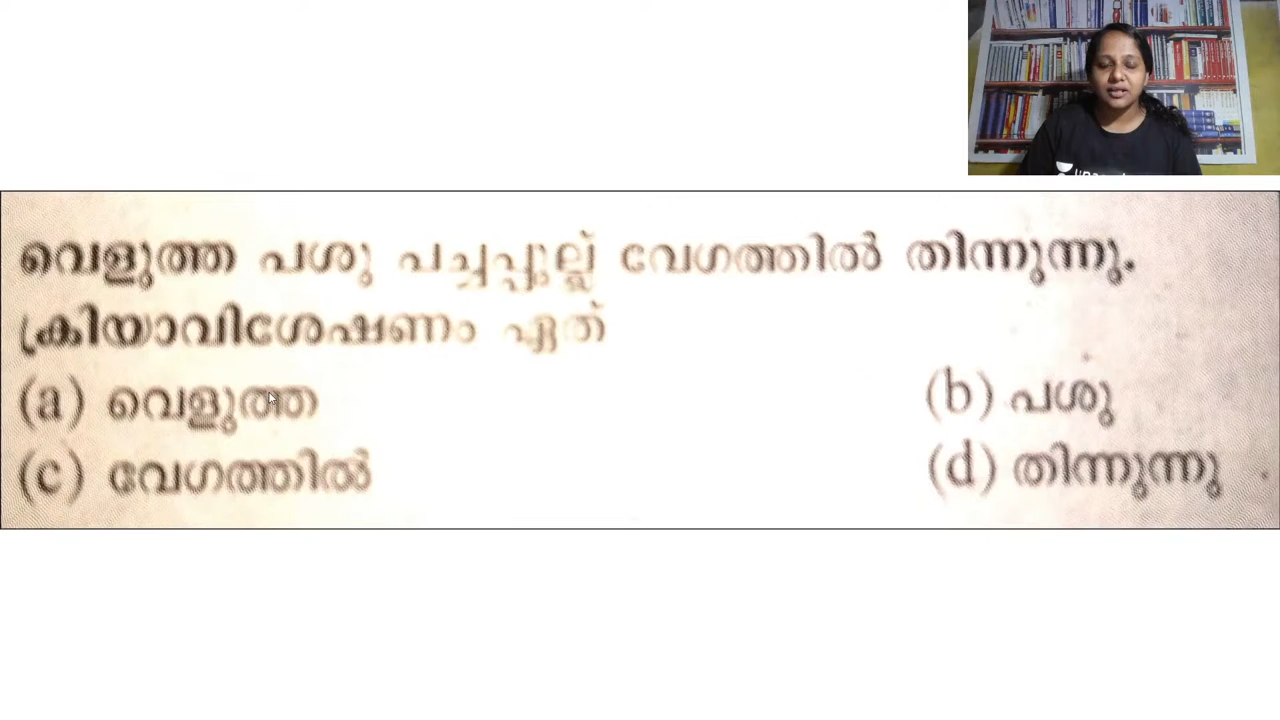 വെളുത്ത പശു പച്ചപ്പുല്ല് വേഗത്തിൽ തിന്നുന്നു.
ക്രിയാവിശേഷണം ഏത്
(a) വെളുത്ത (b) പശു
(c) വേഗത്തിൽ (d) തിന്നുന്നു